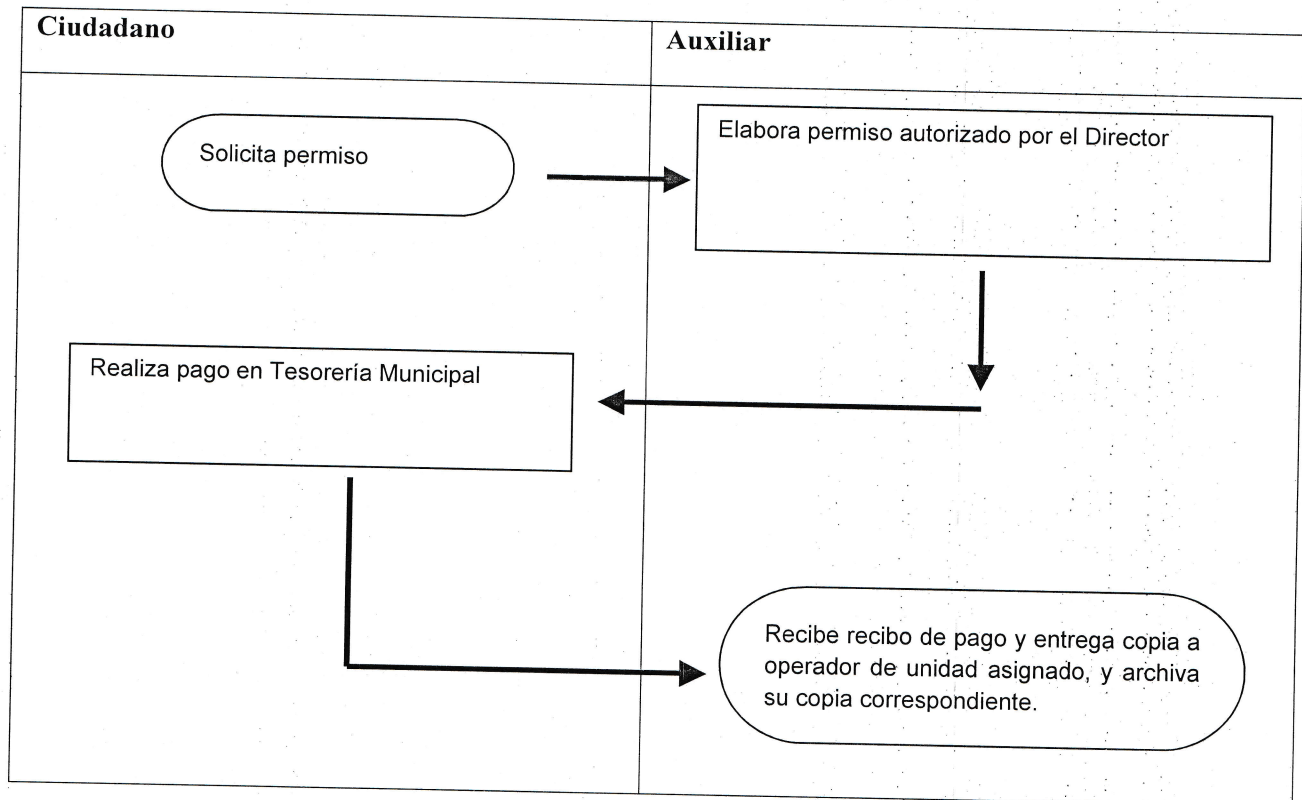 Ciudadano
Auxiliar
Solicita permiso
Elabora permiso autorizado por el Director
Realiza pago en Tesorería Municipal
Recibe recibo de pago y entrega copia a
operador de unidad asignado, y archiva
su copia correspondiente.